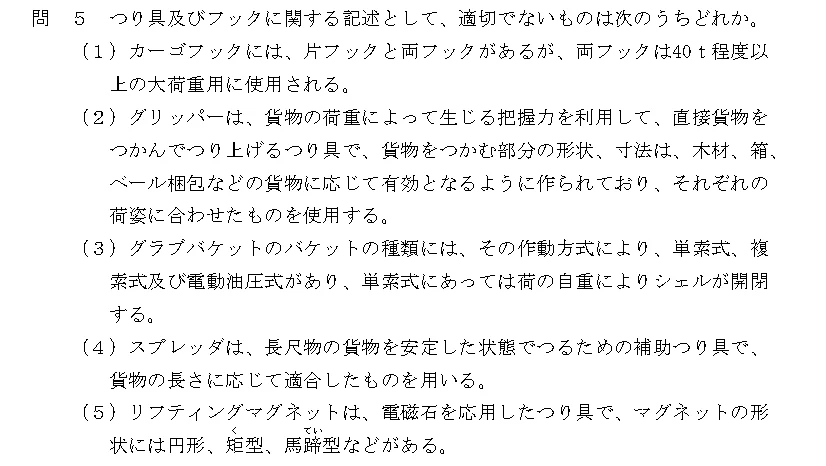 問　５　つり具及びフックに関する記述として、適切でないものは次のうちどれか。
（１）カーゴフックには、片フックと両フックがあるが、両フックは40ｔ程度以
上の大荷重用に使用される。
（２）グリッパーは、貨物の荷重によって生じる把握力を利用して、直接貨物を
つかんでつり上げるつり具で、貨物をつかむ部分の形状、寸法は、木材、箱、
ベール梱包などの貨物に応じて有効となるように作られており、それぞれの
荷姿に合わせたものを使用する。
（３）グラブバケットのバケットの種類には、その作動方式により、単索式、複
索式及び電動油圧式があり、単索式にあっては荷の自重によりシェルが開閉
する。
（４）スプレッダは、長尺物の貨物を安定した状態でつるための補助つり具で、
貨物の長さに応じて適合したものを用いる。
（５）リフティングマグネットは、電磁石を応用したつり具で、マグネットの形
く　てい
状には円形、矩型、馬蹄型などがある。